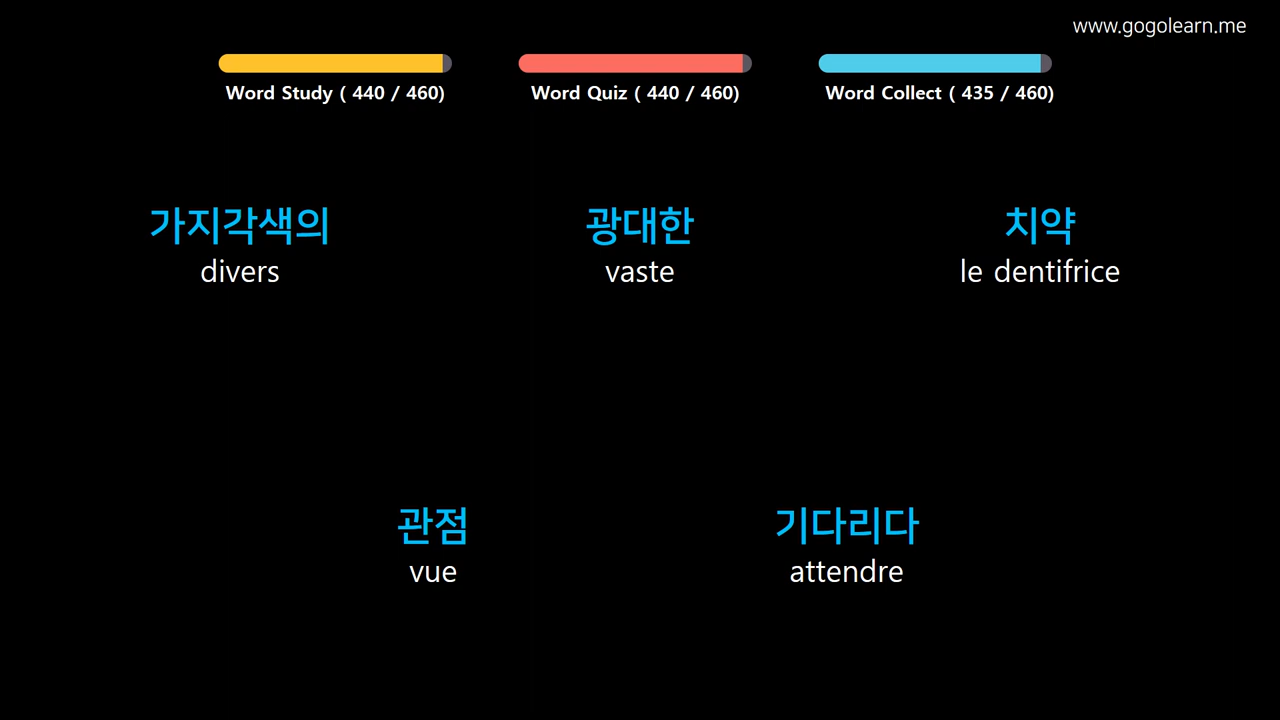 www.gogolearn.me
Word Study ( 440 / 460)
Word Quiz ( 440 / 460)
Word Collect ( 435 / 460)
가지각색의
divers
광대한
vaste
치약
le dentifrice
관점
vue
기다리다
attendre